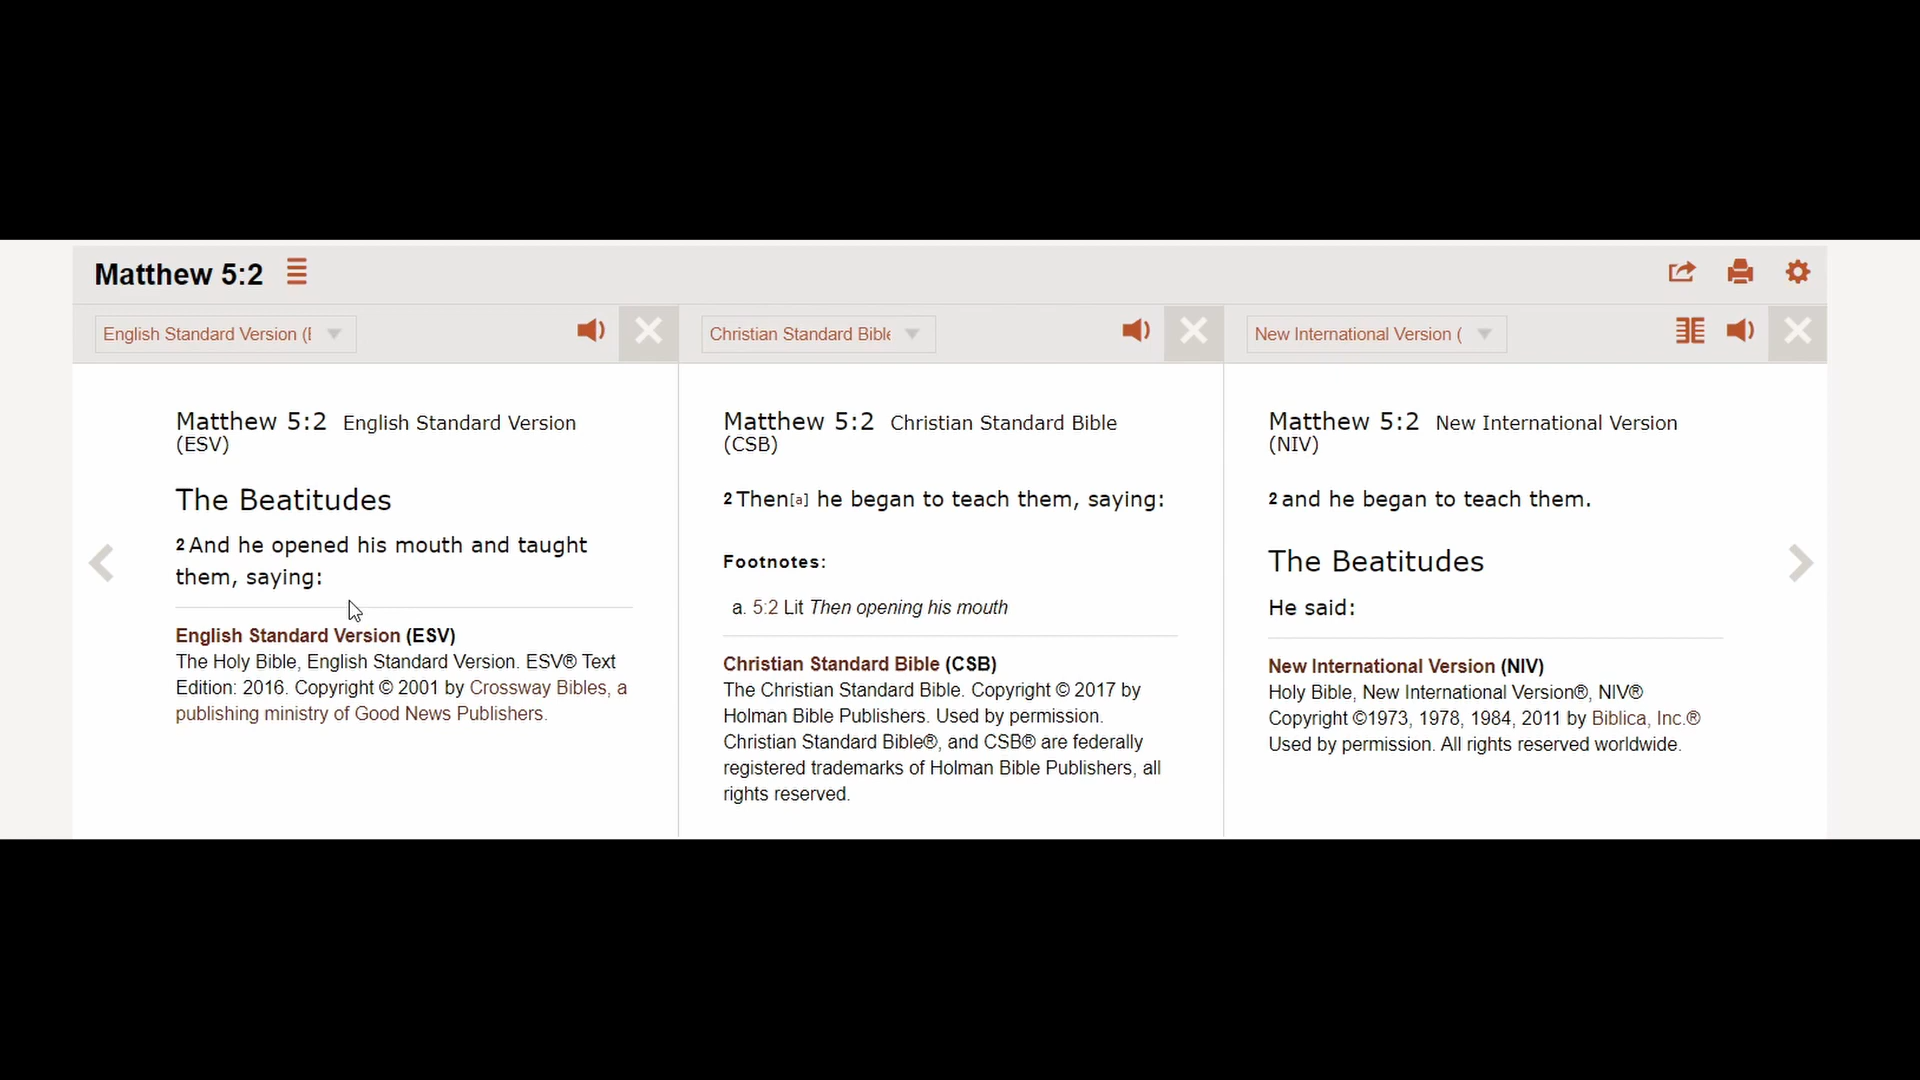 Matthew 5:2
English Standard Version (E
Christian Standard Bible
New International Version (
Matthew 5:2 English Standard Version
(ESV)
The Beatitudes
2 And he opened his mouth and taught
them, saying:
English Standard Version (ESV)
The Holy Bible, English Standard Version. ESV® Text
Edition: 2016. Copyright © 2001 by Crossway Bibles, a
publishing ministry of Good News Publishers.
Matthew 5:2 Christian Standard Bible
(CSB)
2 Then[a] he began to teach them, saying:
Footnotes:
a. 5:2 Lit Then opening his mouth
Christian Standard Bible (CSB)
The Christian Standard Bible. Copyright © 2017 by
Holman Bible Publishers. Used by permission.
Christian Standard Bible®, and CSB® are federally
registered trademarks of Holman Bible Publishers, all
rights reserved.
Matthew 5:2 New International Version
(NIV)
2 and he began to teach them.
The Beatitudes
He said:
New International Version (NIV)
Holy Bible, New International Version®, NIV®
Copyright ©1973, 1978, 1984, 2011 by Biblica, Inc.®
Used by permission. All rights reserved worldwide.